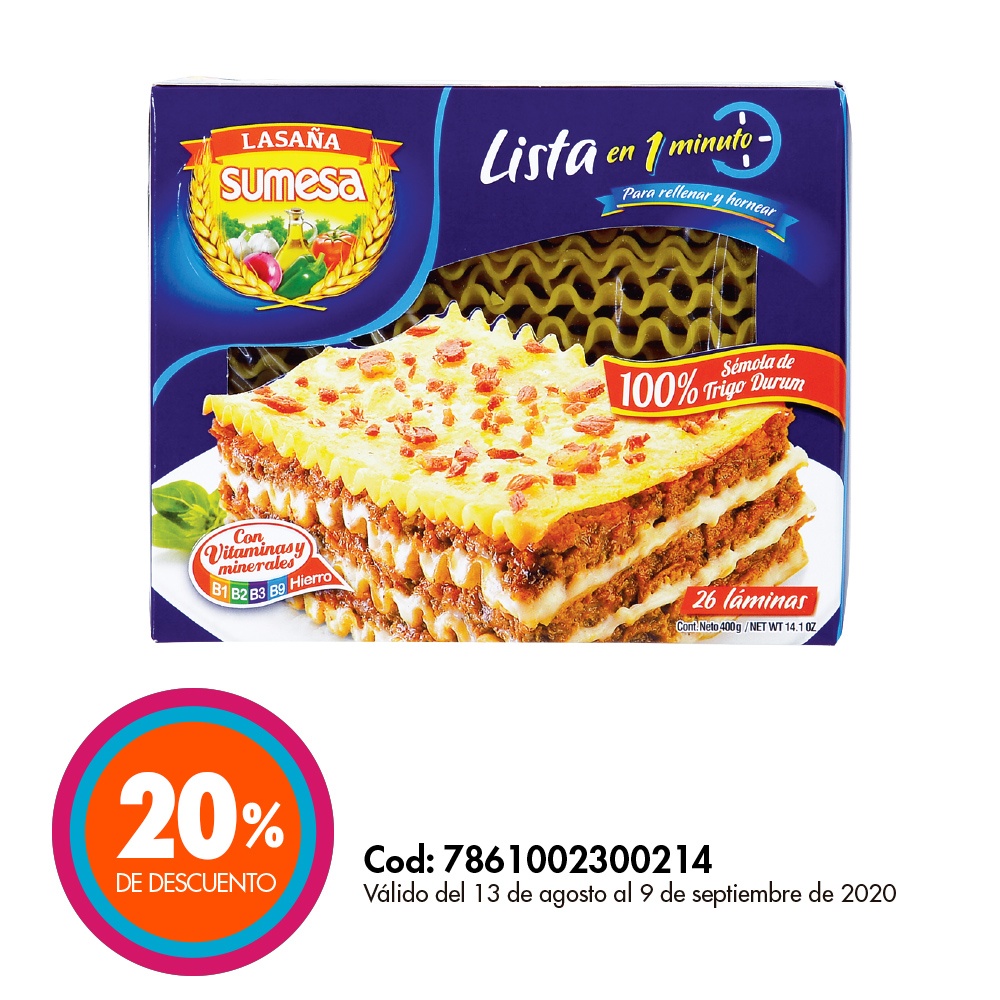 LASAÑA
sumesa
Lista en 1 minuto
Para rellenar y hornear
100% Sémola de
Trigo Durum
Con
Vitaminas y
minerales
B1 B2 B3 B9 Hierro
26 láminas
Cont. Neto 400g / NET WT 14.1 OZ
20%
DE DESCUENTO
Cod: 7861002300214
Válido del 13 de agosto al 9 de septiembre de 2020